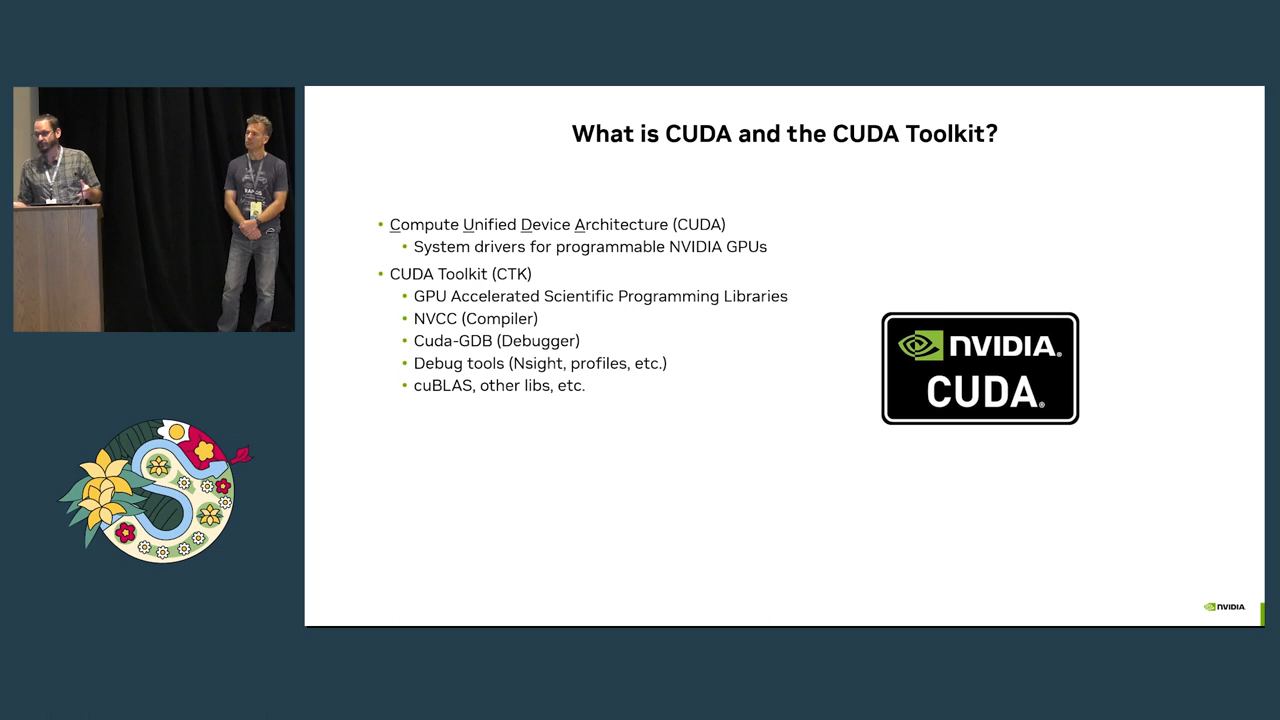 What is CUDA and the CUDA Toolkit?
• Compute Unified Device Architecture (CUDA)
• System drivers for programmable NVIDIA GPUs
• CUDA Toolkit (CTK)
• GPU Accelerated Scientific Programming Libraries
• NVCC (Compiler)
• Cuda-GDB (Debugger)
• Debug tools (Nsight, profiles, etc.)
• cuBLAS, other libs, etc.
NVIDIA®
CUDA®
NVIDIA